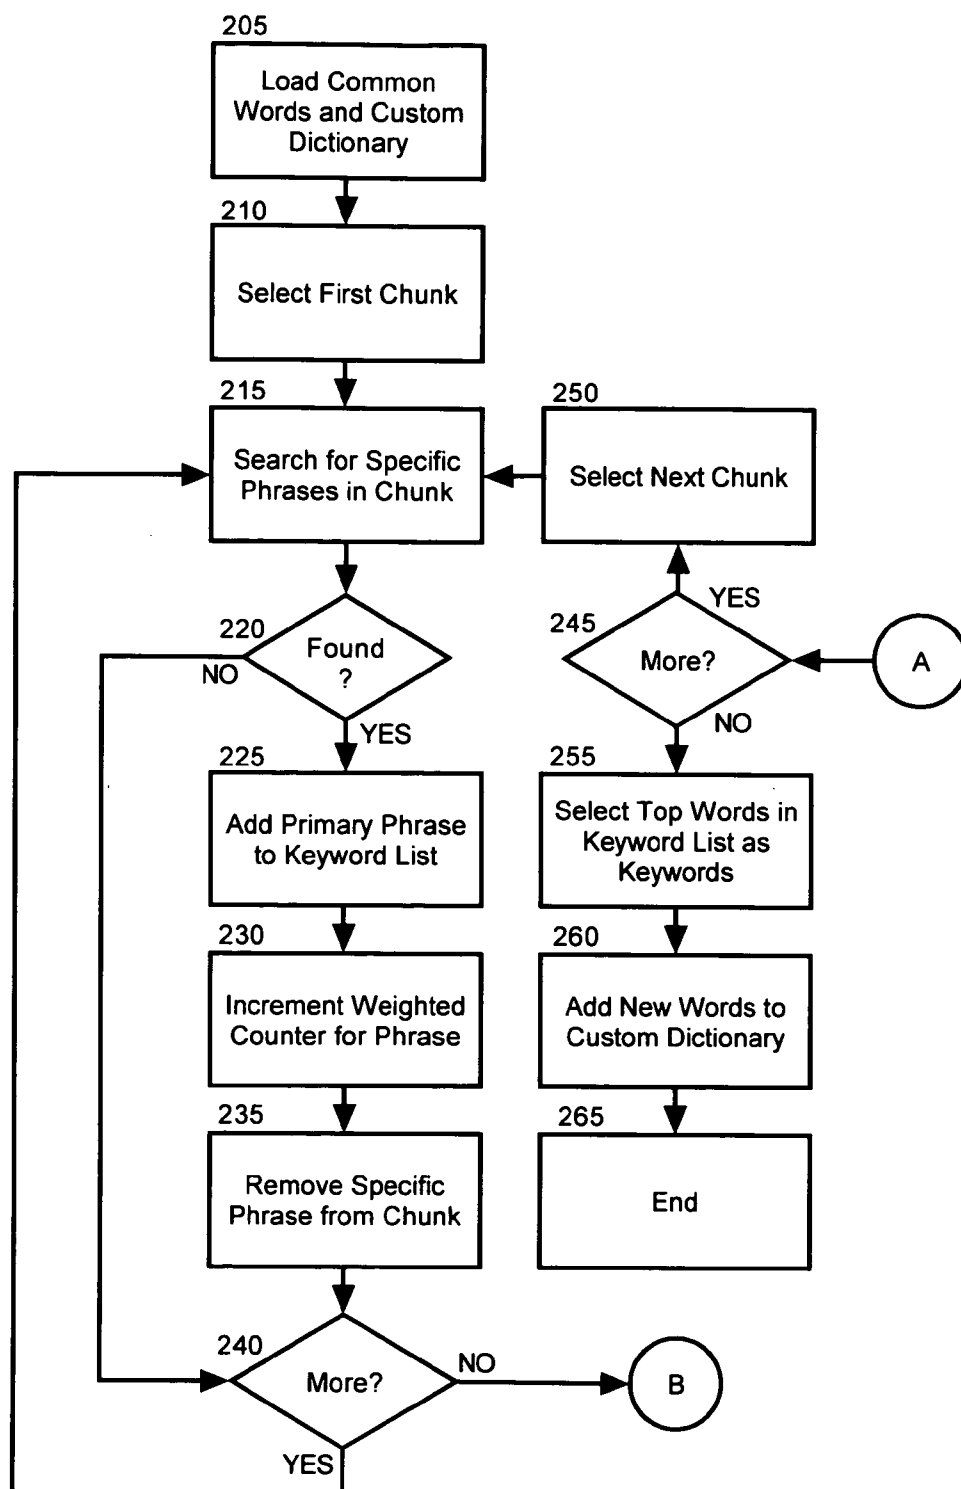 205
Load Common
Words and Custom
Dictionary
210
Select First Chunk
215
Search for Specific
Phrases in Chunk
250
Select Next Chunk
220
Found
?
NO
YES
245
More?
YES
NO
A
225
Add Primary Phrase
to Keyword List
255
Select Top Words in
Keyword List as
Keywords
230
Increment Weighted
Counter for Phrase
260
Add New Words to
Custom Dictionary
235
Remove Specific
Phrase from Chunk
265
End
240
More?
NO
B
YES